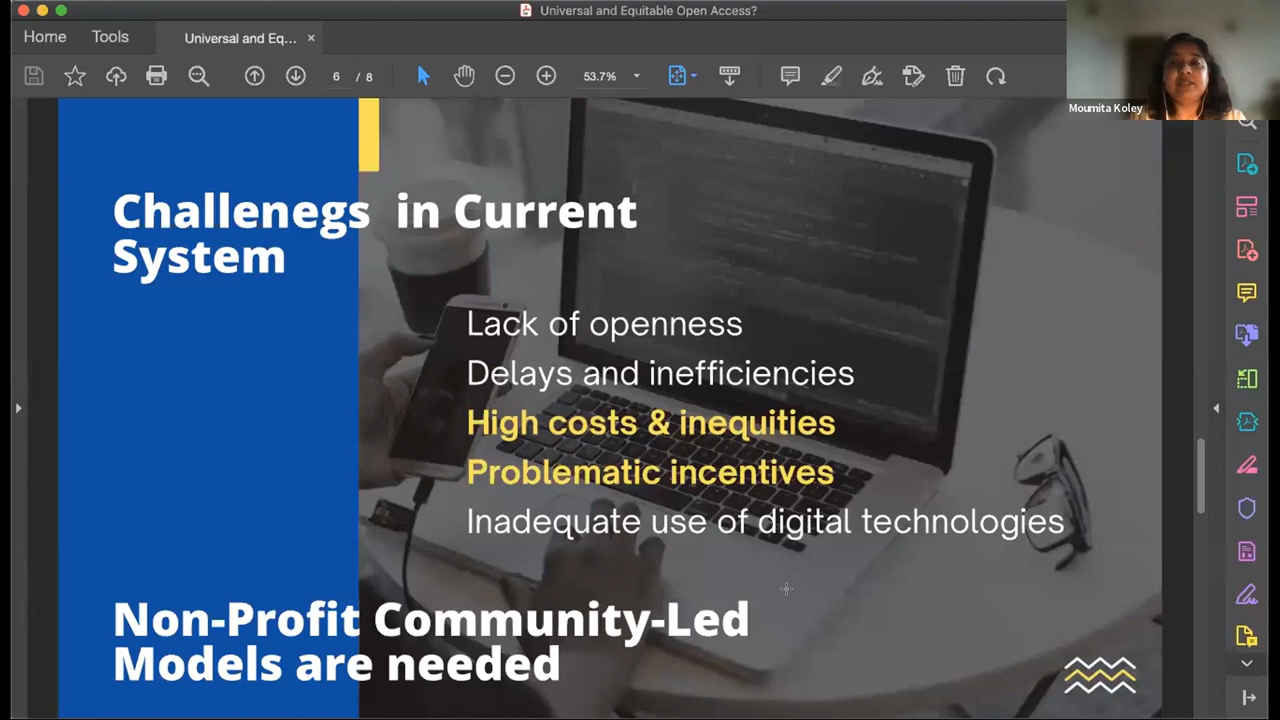 Universal and Equitable Open Access?
Home Tools Universal and Eq... ×
6 / 8 53.7%
Moumita Koley
Challenegs in Current
System
Lack of openness
Delays and inefficiencies
High costs & inequities
Problematic incentives
Inadequate use of digital technologies
Non-Profit Community-Led
Models are needed